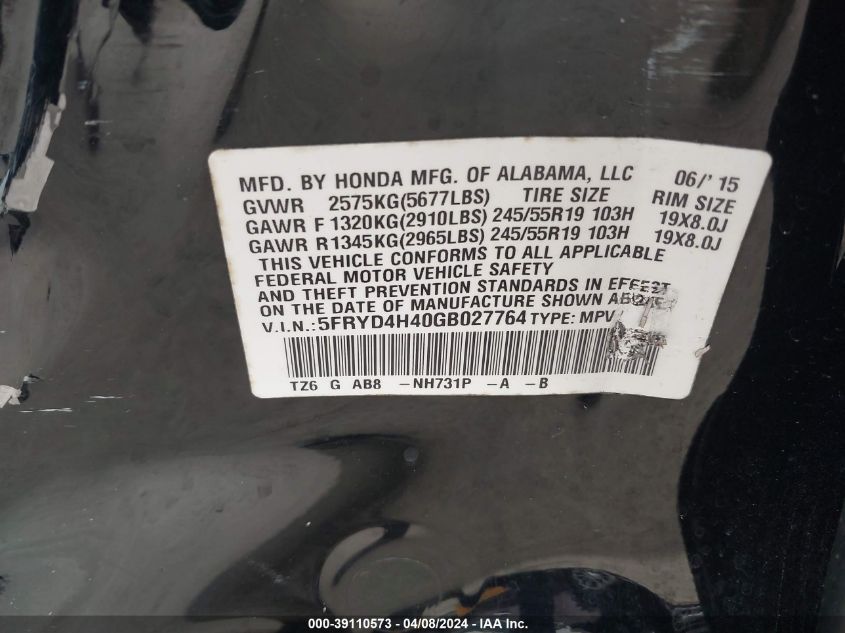 MFD. BY HONDA MFG. OF ALABAMA, LLC 06/'15
GVWR 2575KG(5677LBS) TIRE SIZE RIM SIZE
GAWR F 1320KG(2910LBS) 245/55R19 103H 19X8.0J
GAWR R1345KG(2965LBS) 245/55R19 103H 19X8.0J
THIS VEHICLE CONFORMS TO ALL APPLICABLE
FEDERAL MOTOR VEHICLE SAFETY
AND THEFT PREVENTION STANDARDS IN EFFECT
ON THE DATE OF MANUFACTURE SHOWN ABOVE
V.I.N.:5FRYD4H40GB027764 TYPE: MPV
TZ6 G AB8 -NH731P -A -B
000-39110573 - 04/08/2024 - IAA Inc.